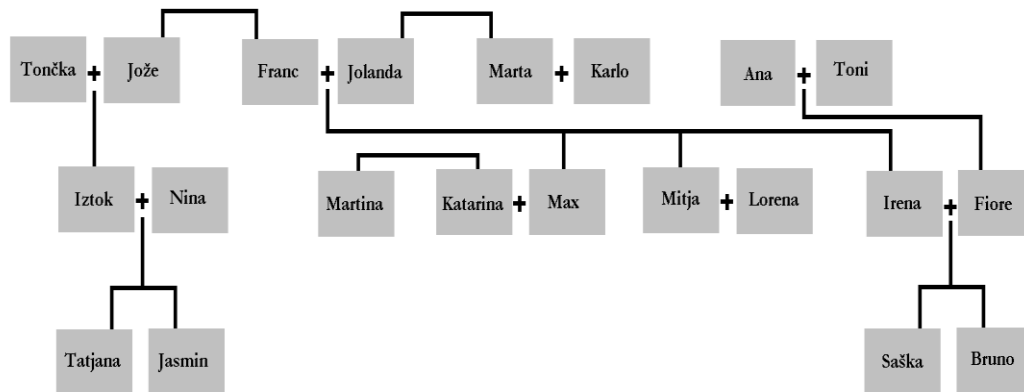 Tončka + Jože Franc + Jolanda Marta + Karlo Ana + Toni
Iztok + Nina Martina Katarina + Max Mitja + Lorena Irena + Fiore
Tatjana Jasmin Saška Bruno